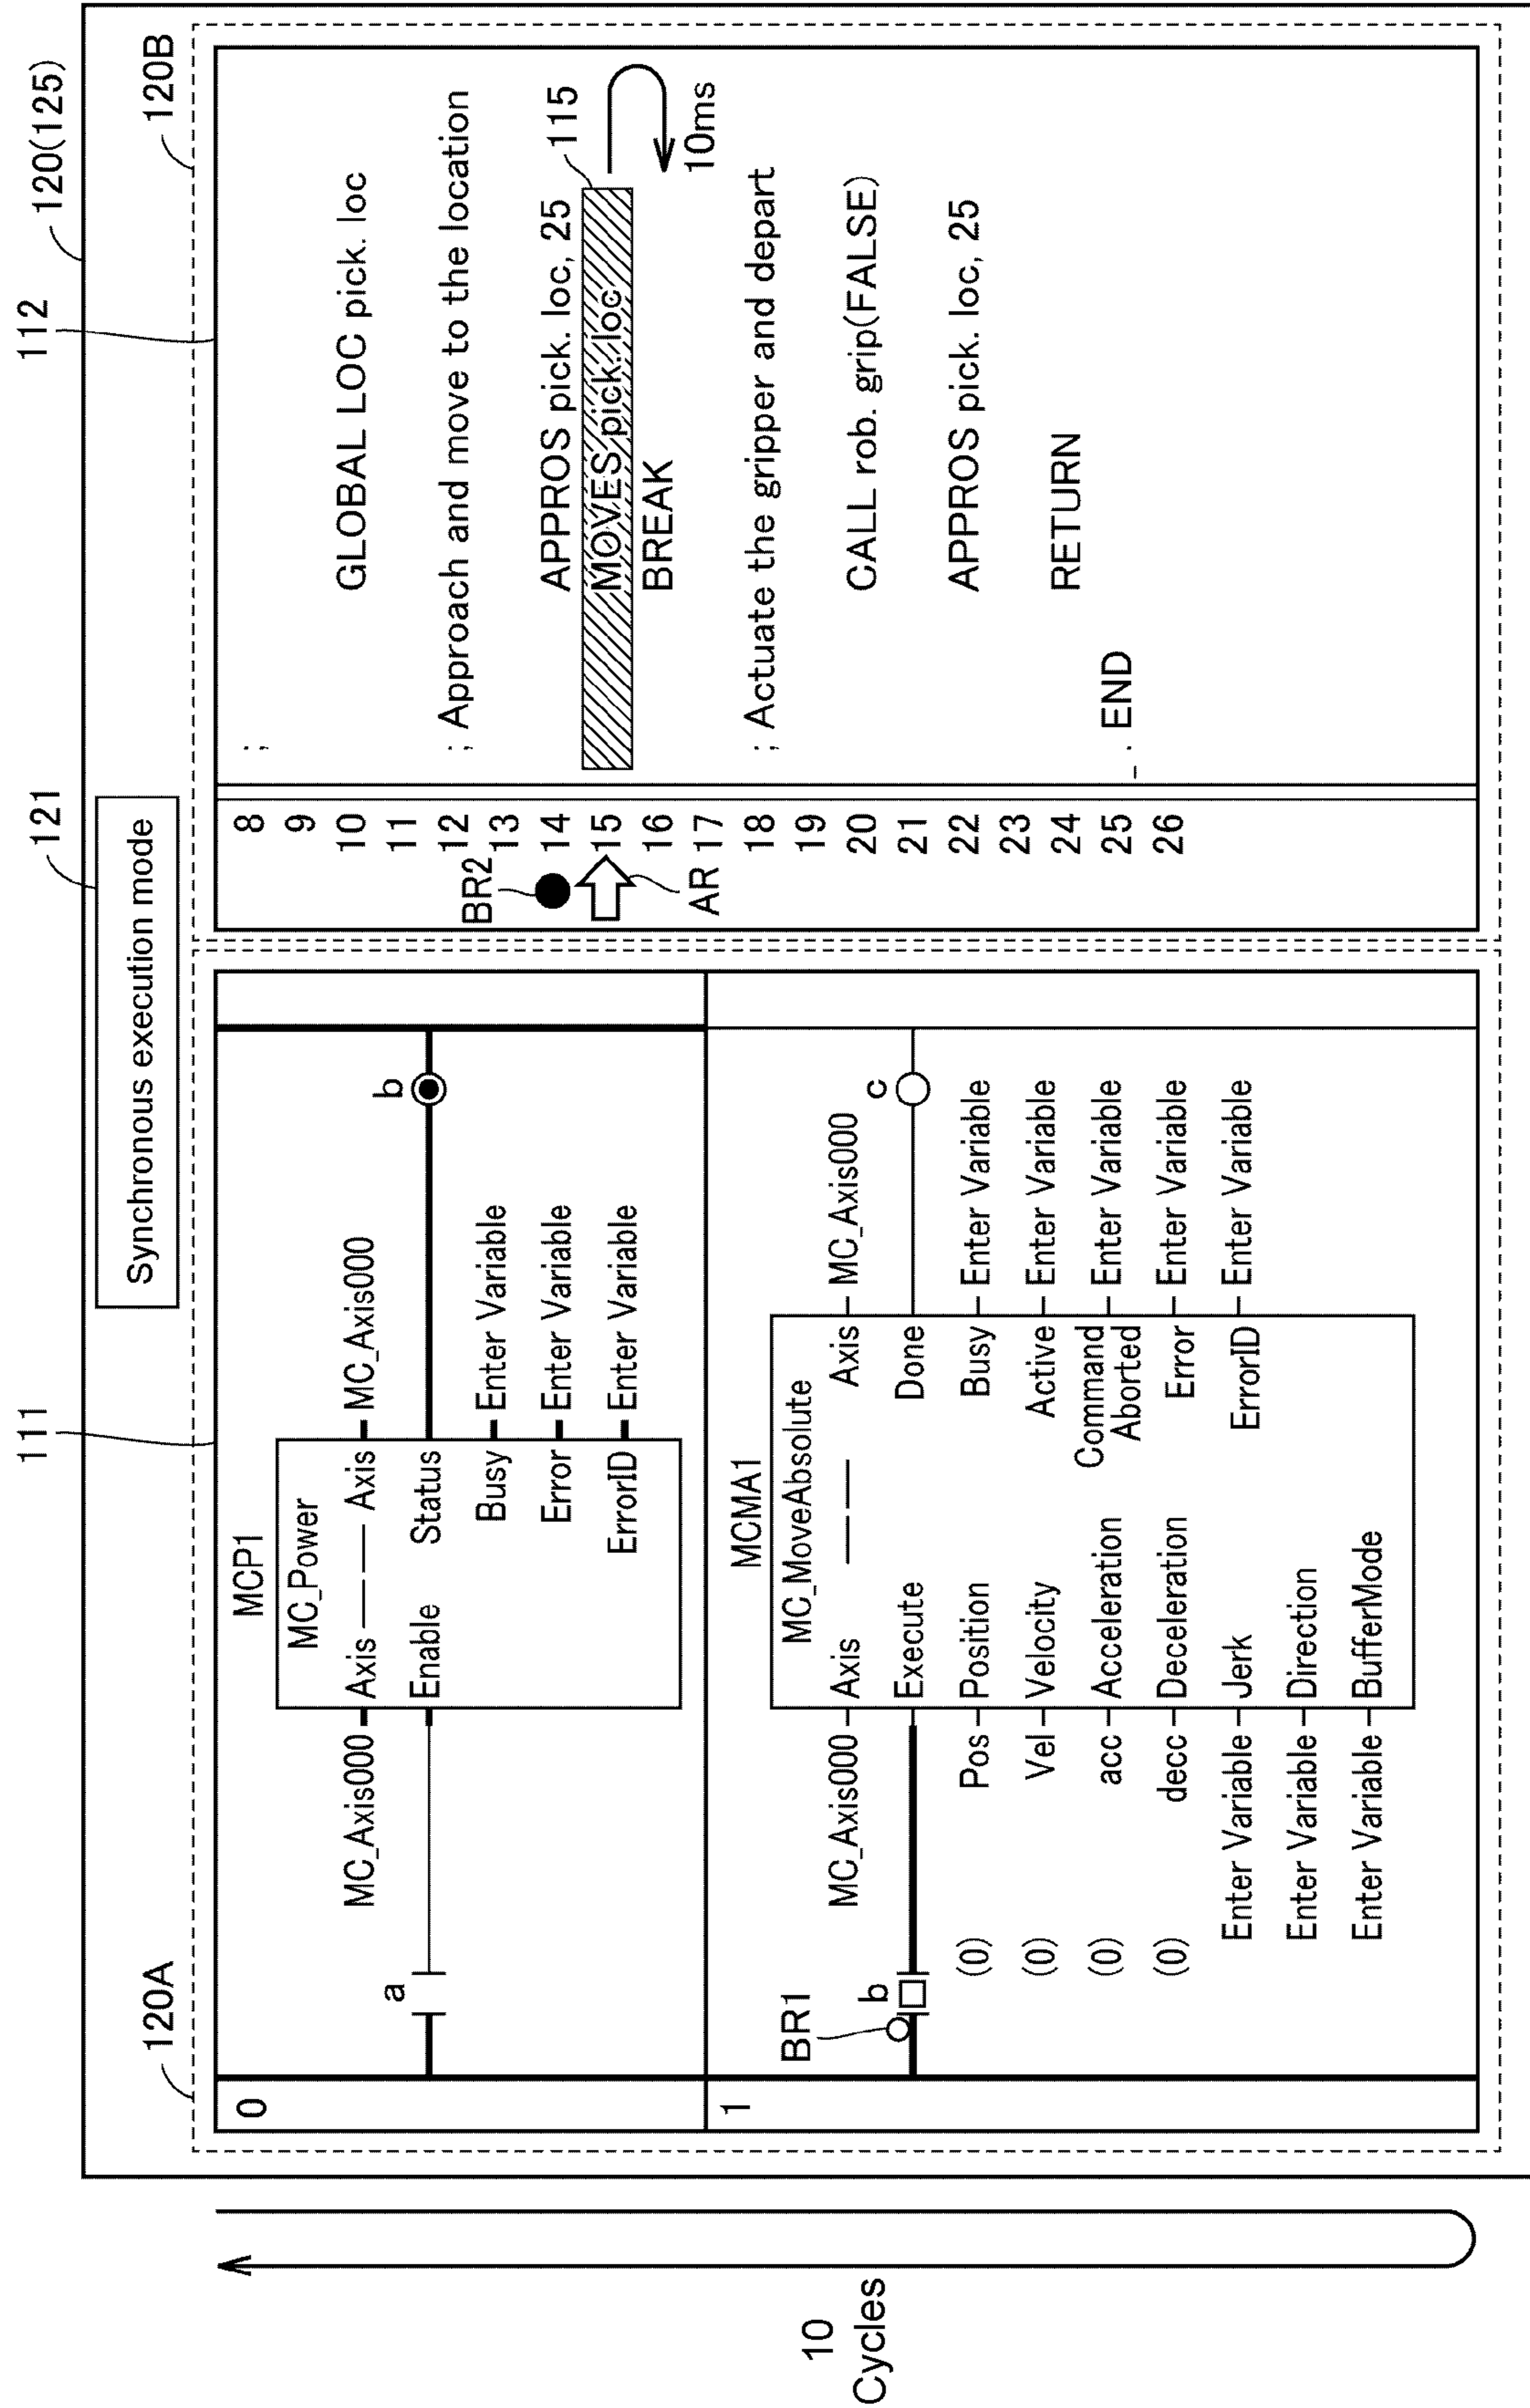 120(125)
121
Synchronous execution mode
111
112
120A
120B
0
MCP1
MC_Power
MC_Axis000 Axis Axis MC_Axis000
a Enable Status b
Busy Enter Variable
Error Enter Variable
ErrorID Enter Variable
1
MCMA1
MC_MoveAbsolute
MC_Axis000 Axis Axis MC_Axis000
BR1 b Execute Done c
(0) Pos Position Busy Enter Variable
(0) Vel Velocity Active Enter Variable
(0) acc Acceleration Command Aborted Enter Variable
(0) decc Deceleration Error Enter Variable
Enter Variable Jerk ErrorID Enter Variable
Enter Variable Direction
Enter Variable BufferMode
10
Cycles
8 ;
9
10 GLOBAL LOC pick. loc
11
12 ; Approach and move to the location
13
BR2
14 APPROS pick. loc, 25
15 MOVES pick. loc
115
16 BREAK
10ms
AR
17
18 ; Actuate the gripper and depart
19
20 CALL rob. grip(FALSE)
21
22 APPROS pick. loc, 25
23
24 RETURN
25 _. END
26